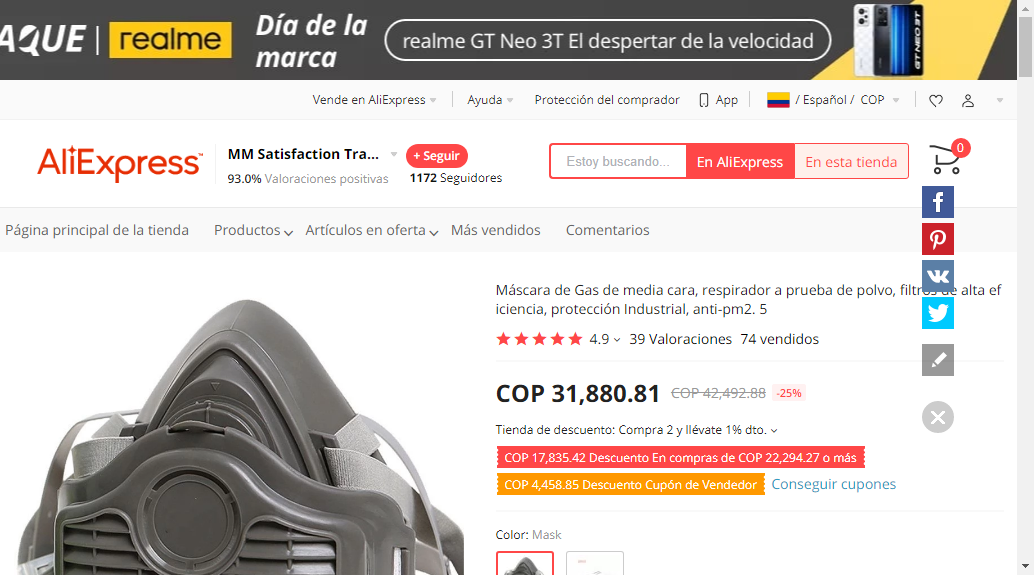 AQUE | realme
Día de la
marca
realme GT Neo 3T El despertar de la velocidad
GT NEO 3T
Vende en AliExpress
Ayuda
Protección del comprador
App
/ Español / COP
AliExpress™
MM Satisfaction Tra...
+ Seguir
93.0% Valoraciones positivas
1172 Seguidores
Estoy buscando...
En AliExpress
En esta tienda
0
Página principal de la tienda
Productos
Artículos en oferta
Más vendidos
Comentarios
Máscara de Gas de media cara, respirador a prueba de polvo, filtros de alta ef
iciencia, protección Industrial, anti-pm2. 5
4.9
39 Valoraciones
74 vendidos
COP 31,880.81
COP 42,492.88
-25%
Tienda de descuento: Compra 2 y llévate 1% dto.
COP 17,835.42 Descuento En compras de COP 22,294.27 o más
COP 4,458.85 Descuento Cupón de Vendedor
Conseguir cupones
Color: Mask